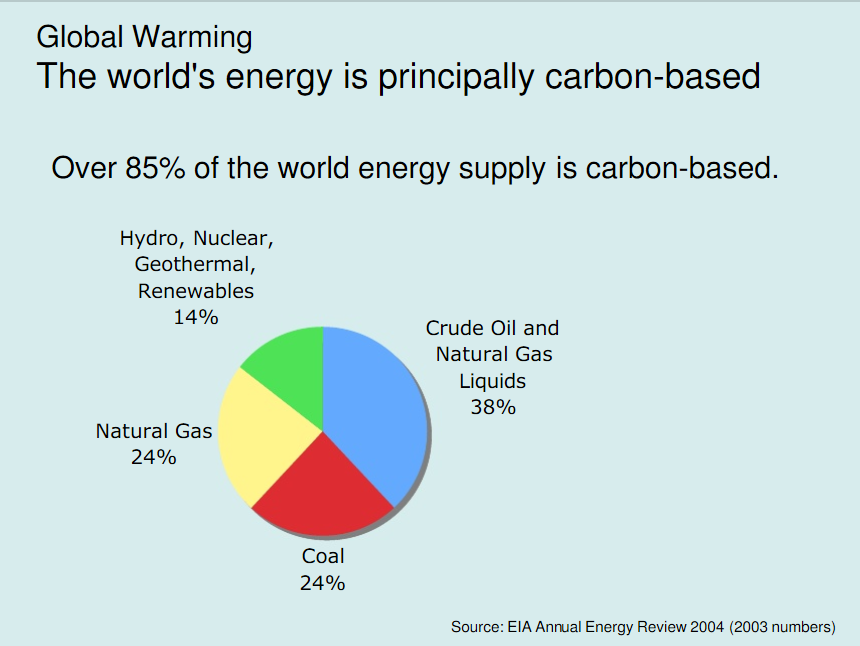 Global Warming
The world's energy is principally carbon-based
Over 85% of the world energy supply is carbon-based.
Hydro, Nuclear,
Geothermal,
Renewables
14%
Crude Oil and
Natural Gas
Liquids
38%
Natural Gas
24%
Coal
24%
Source: EIA Annual Energy Review 2004 (2003 numbers)